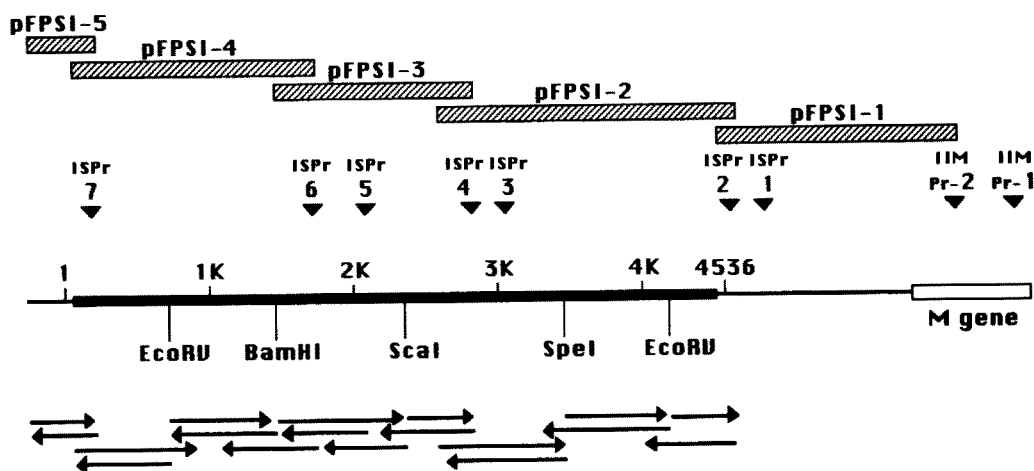 pFPSI-5
pFPSI-4
pFPSI-3
pFPSI-2
pFPSI-1
ISPr 7
ISPr 6
ISPr 5
ISPr 4
ISPr 3
ISPr 2
ISPr 1
IIM Pr-2
IIM Pr-1
1 1K 2K 3K 4K 4536
EcoRV BamHI ScaI SpeI EcoRV
M gene